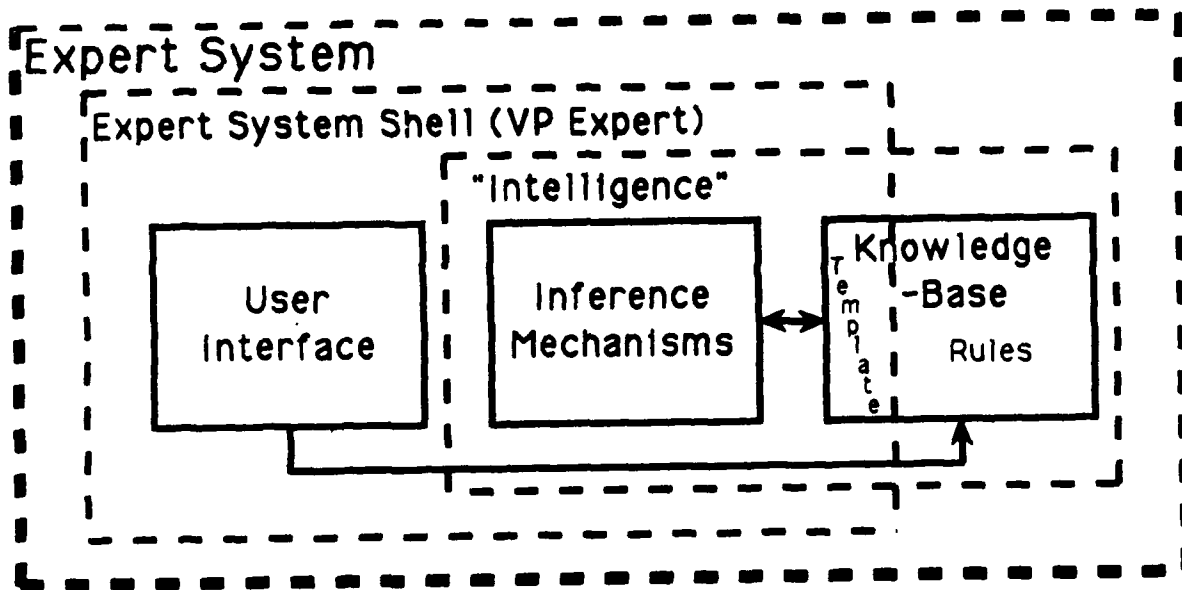 Expert System
Expert System Shell (VP Expert)
"Intelligence"
User
Interface
Inference
Mechanisms
Template
Knowledge
-Base
Rules